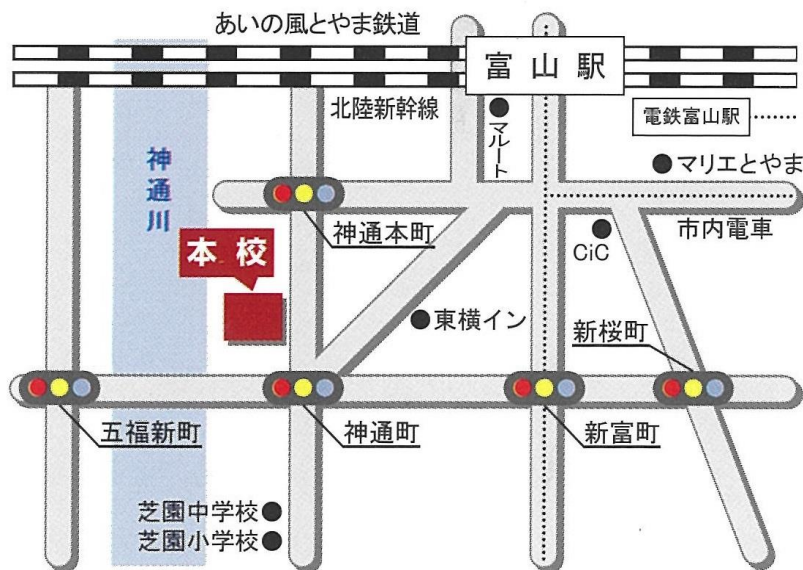 あいの風とやま鉄道
富山駅
北陸新幹線
マルート
電鉄富山駅
マリエとやま
神通川
神通本町
市内電車
CiC
本校
東横イン
新桜町
五福新町
神通町
新富町
芝園中学校
芝園小学校